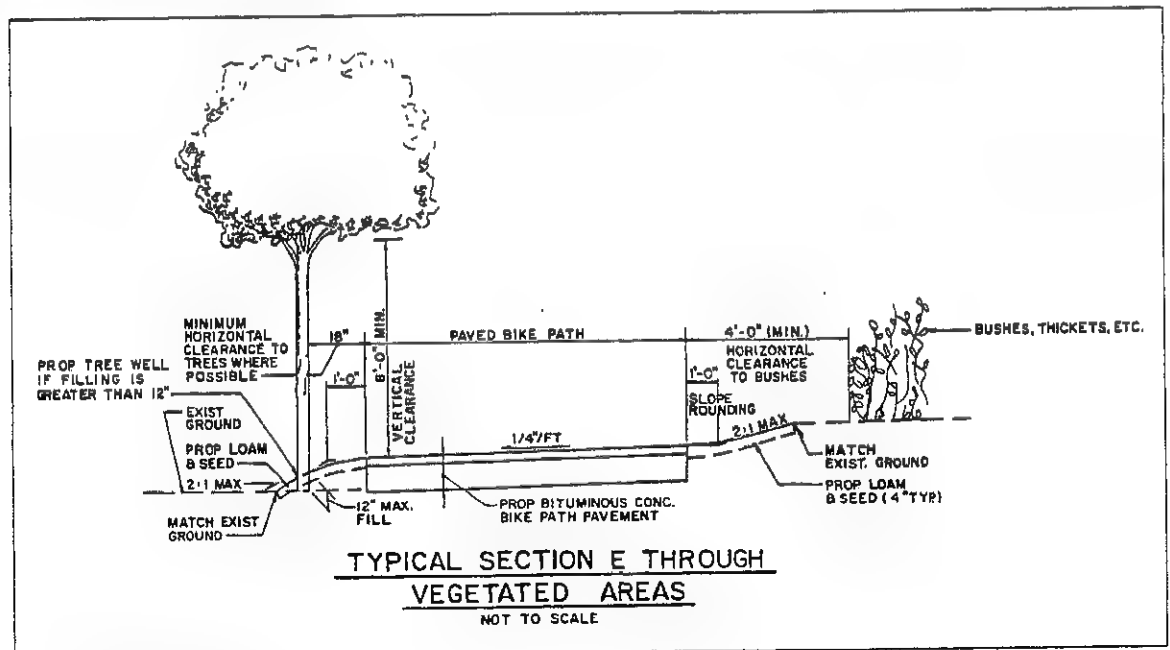 MINIMUM
HORIZONTAL
CLEARANCE TO
TREES WHERE
POSSIBLE
18"
8'-0" MIN.
VERTICAL
CLEARANCE
PAVED BIKE PATH
4'-0" (MIN.)
HORIZONTAL
CLEARANCE
TO BUSHES
BUSHES, THICKETS, ETC.
PROP TREE WELL
IF FILLING IS
GREATER THAN 12"
1'-0"
1'-0"
SLOPE
ROUNDING
EXIST
GROUND
PROP LOAM
& SEED
2:1 MAX
MATCH EXIST
GROUND
12" MAX.
FILL
1/4"/FT
PROP BITUMINOUS CONC.
BIKE PATH PAVEMENT
2:1 MAX
MATCH
EXIST. GROUND
PROP LOAM
& SEED (4"TYP)
TYPICAL SECTION E THROUGH
VEGETATED AREAS
NOT TO SCALE